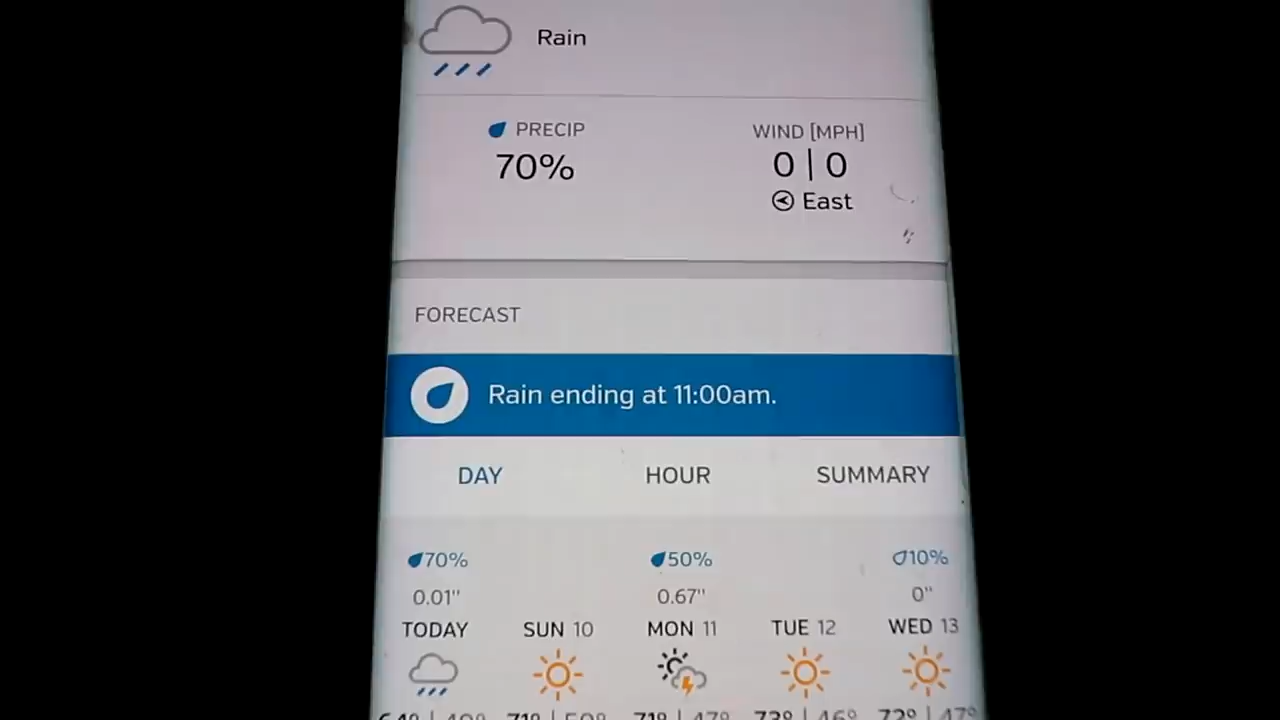 Rain
PRECIP WIND [MPH]
70% 0 | 0
East
FORECAST
Rain ending at 11:00am.
DAY HOUR SUMMARY
70% 50% 10%
0.01" 0.67" 0"
TODAY SUN 10 MON 11 TUE 12 WED 13